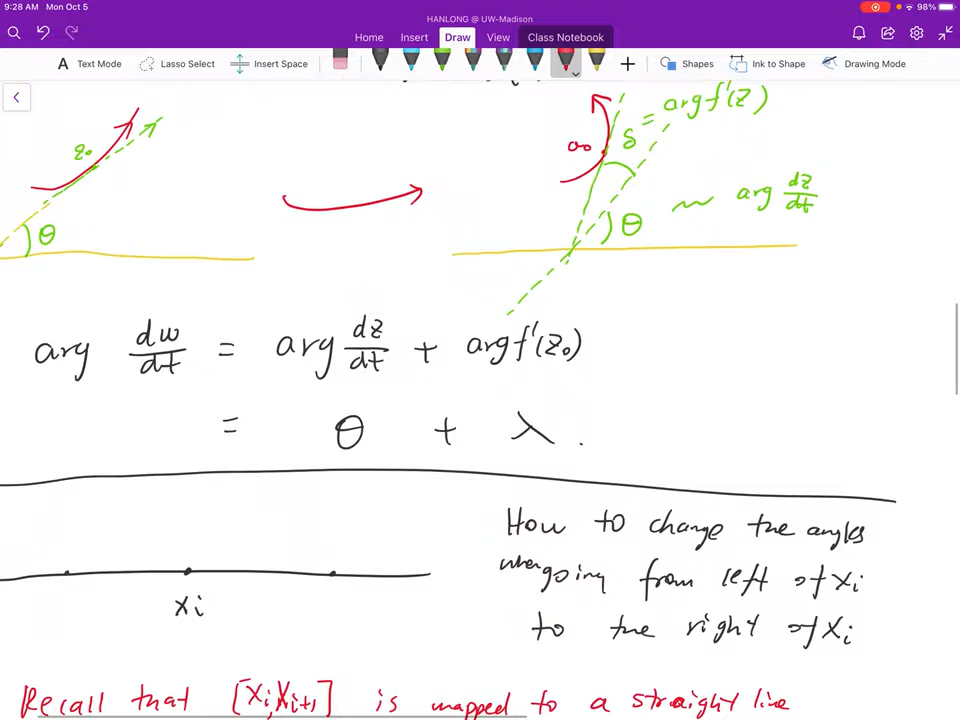 9:28 AM Mon Oct 5
98%
HANLONG @ UW-Madison
Home Insert Draw View Class Notebook
Text Mode Lasso Select Insert Space Shapes Ink to Shape Drawing Mode
z₀ θ
ω₀ δ = arg f'(z)
θ ~ arg dz/dt
arg dw/dt = arg dz/dt + arg f'(z₀)
= θ + λ.
How to change the angles
when going from left of xi
to the right of xi
xi
Recall that [xi, xi+1] is mapped to a straight line